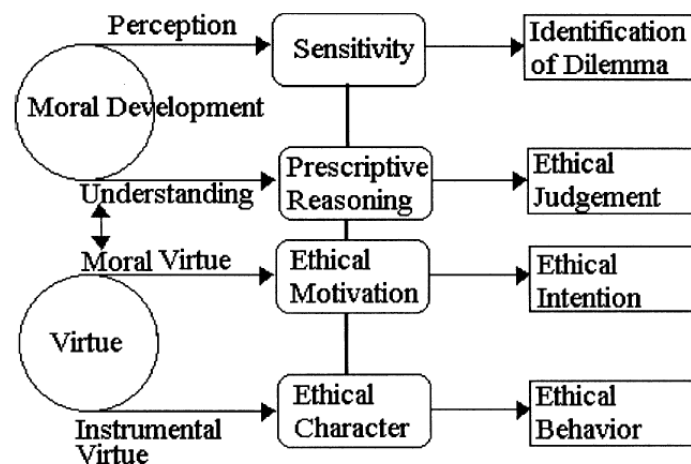 Perception
Sensitivity
Identification
of Dilemma
Moral Development
Understanding
Prescriptive
Reasoning
Ethical
Judgement
Moral Virtue
Ethical
Motivation
Ethical
Intention
Virtue
Instrumental
Virtue
Ethical
Character
Ethical
Behavior